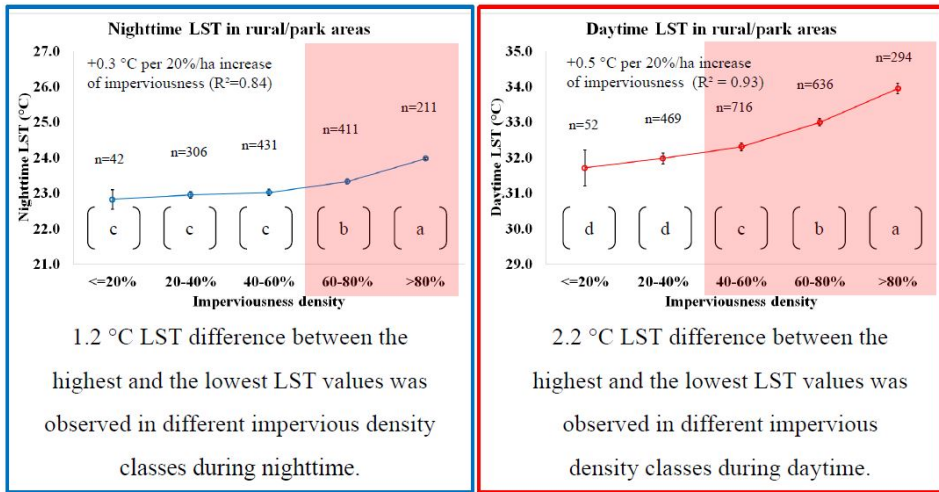 Nighttime LST in rural/park areas
27.0
26.0
25.0
24.0
23.0
22.0
21.0
Nighttime LST (°C)
+0.3 °C per 20%/ha increase
of imperviousness (R²=0.84)
n=42
n=306
n=431
n=411
n=211
c
c
c
b
a
<=20%
20-40%
40-60%
60-80%
>80%
Imperviousness density
1.2 °C LST difference between the
highest and the lowest LST values was
observed in different impervious density
classes during nighttime.
Daytime LST in rural/park areas
35.0
34.0
33.0
32.0
31.0
30.0
29.0
Daytime LST (°C)
+0.5 °C per 20%/ha increase
of imperviousness (R² = 0.93)
n=52
n=469
n=716
n=636
n=294
d
d
c
b
a
<=20%
20-40%
40-60%
60-80%
>80%
Imperviousness density
2.2 °C LST difference between the
highest and the lowest LST values was
observed in different impervious
density classes during daytime.